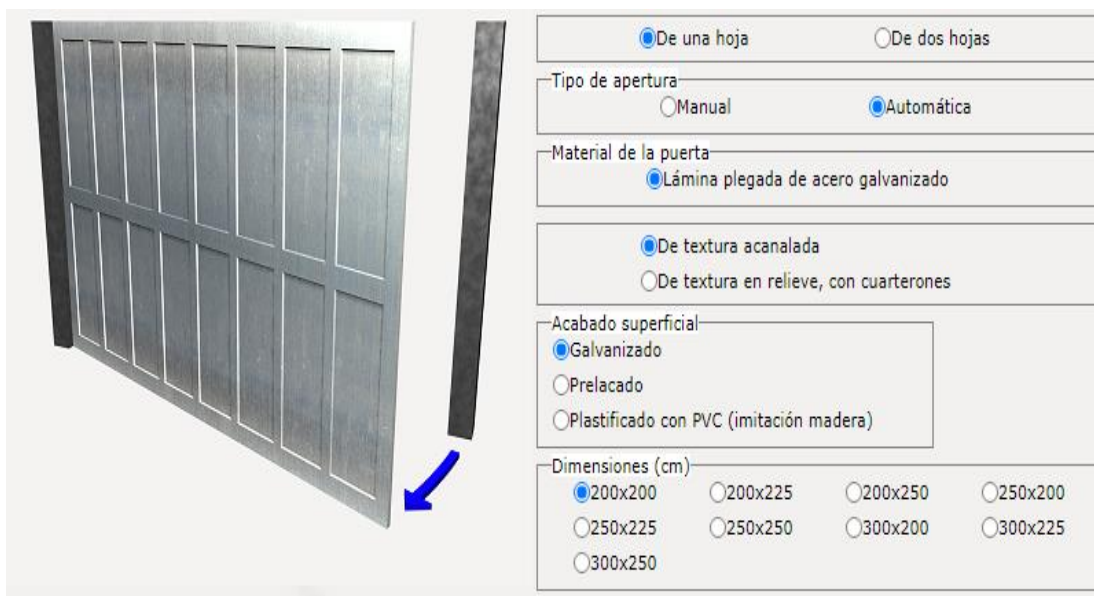 De una hoja De dos hojas
Tipo de apertura
Manual Automática
Material de la puerta
Lámina plegada de acero galvanizado
De textura acanalada
De textura en relieve, con cuarterones
Acabado superficial
Galvanizado
Prelacado
Plastificado con PVC (imitación madera)
Dimensiones (cm)
200x200 200x225 200x250 250x200
250x225 250x250 300x200 300x225
300x250